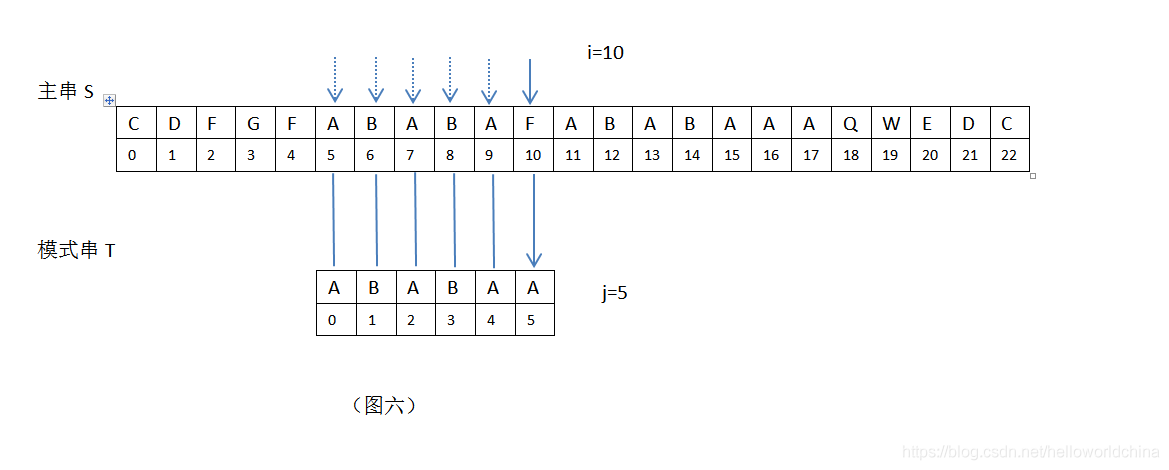 i=10
主串 S
C D F G F A B A B A F A B A B A A A Q W E D C
0 1 2 3 4 5 6 7 8 9 10 11 12 13 14 15 16 17 18 19 20 21 22
模式串 T
A B A B A A
j=5
0 1 2 3 4 5
（图六）
https://blog.csdn.net/helloworldchina